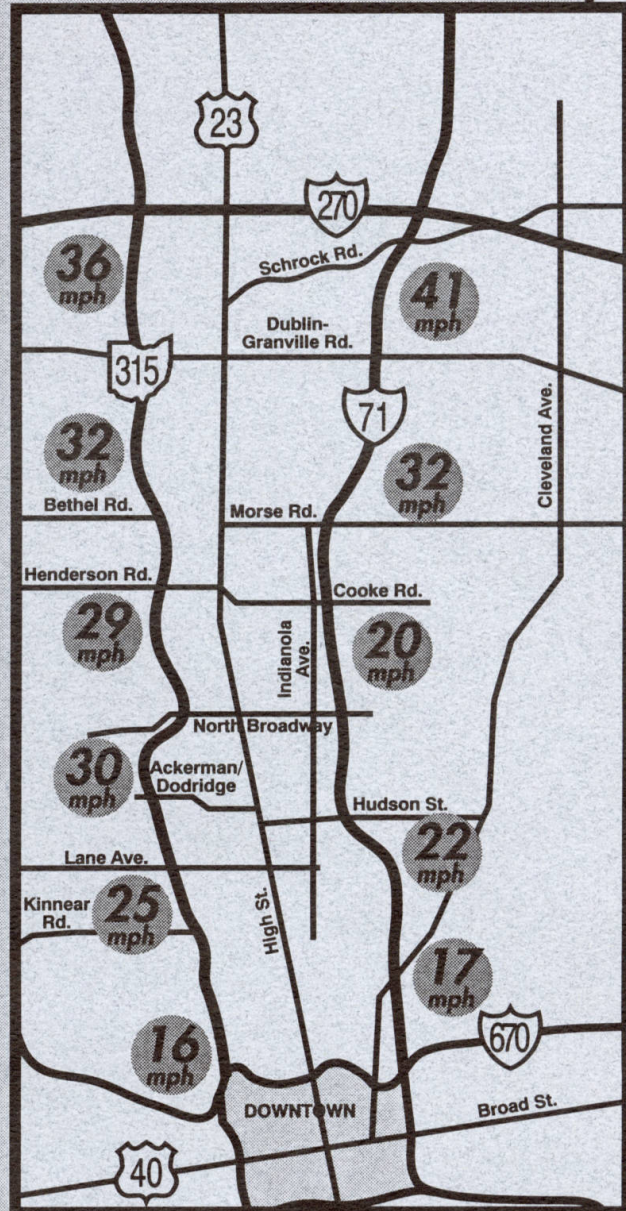 23
270
36
mph
Schrock Rd.
41
mph
Dublin-
Granville Rd.
315
71
Cleveland Ave.
32
mph
32
mph
Bethel Rd.
Morse Rd.
Henderson Rd.
Cooke Rd.
29
mph
Indianola
Ave.
20
mph
North Broadway
30
mph
Ackerman/
Dodridge
Hudson St.
22
mph
Lane Ave.
Kinnear
Rd.
25
mph
High St.
17
mph
16
mph
670
DOWNTOWN
Broad St.
40